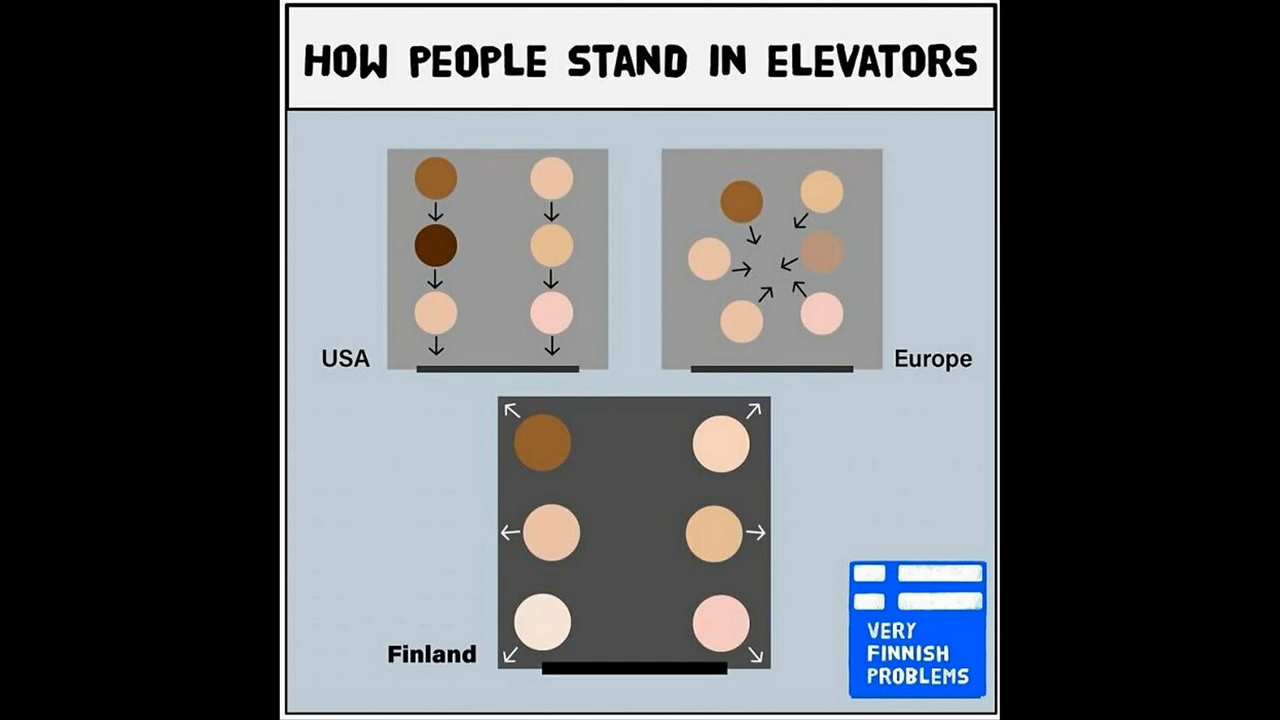 HOW PEOPLE STAND IN ELEVATORS
USA
Europe
Finland
VERY
FINNISH
PROBLEMS